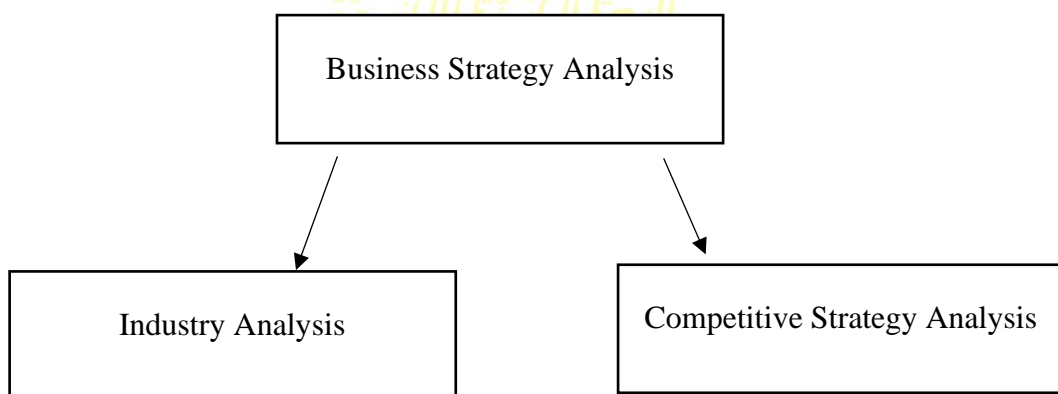 Business Strategy Analysis
Industry Analysis
Competitive Strategy Analysis